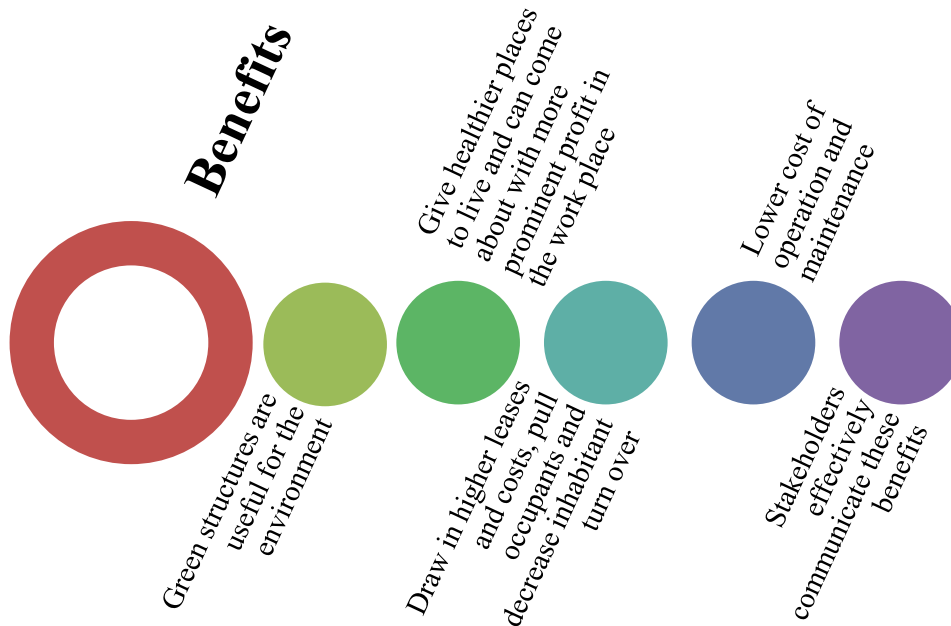 Benefits
Green structures are
useful for the
environment
Give healthier places
to live and can come
about with more
prominent profit in
the work place
Draw in higher leases
and costs, pull
occupants and
decrease inhabitant
turn over
Lower cost of
operation and
maintenance
Stakeholders
effectively
communicate these
benefits